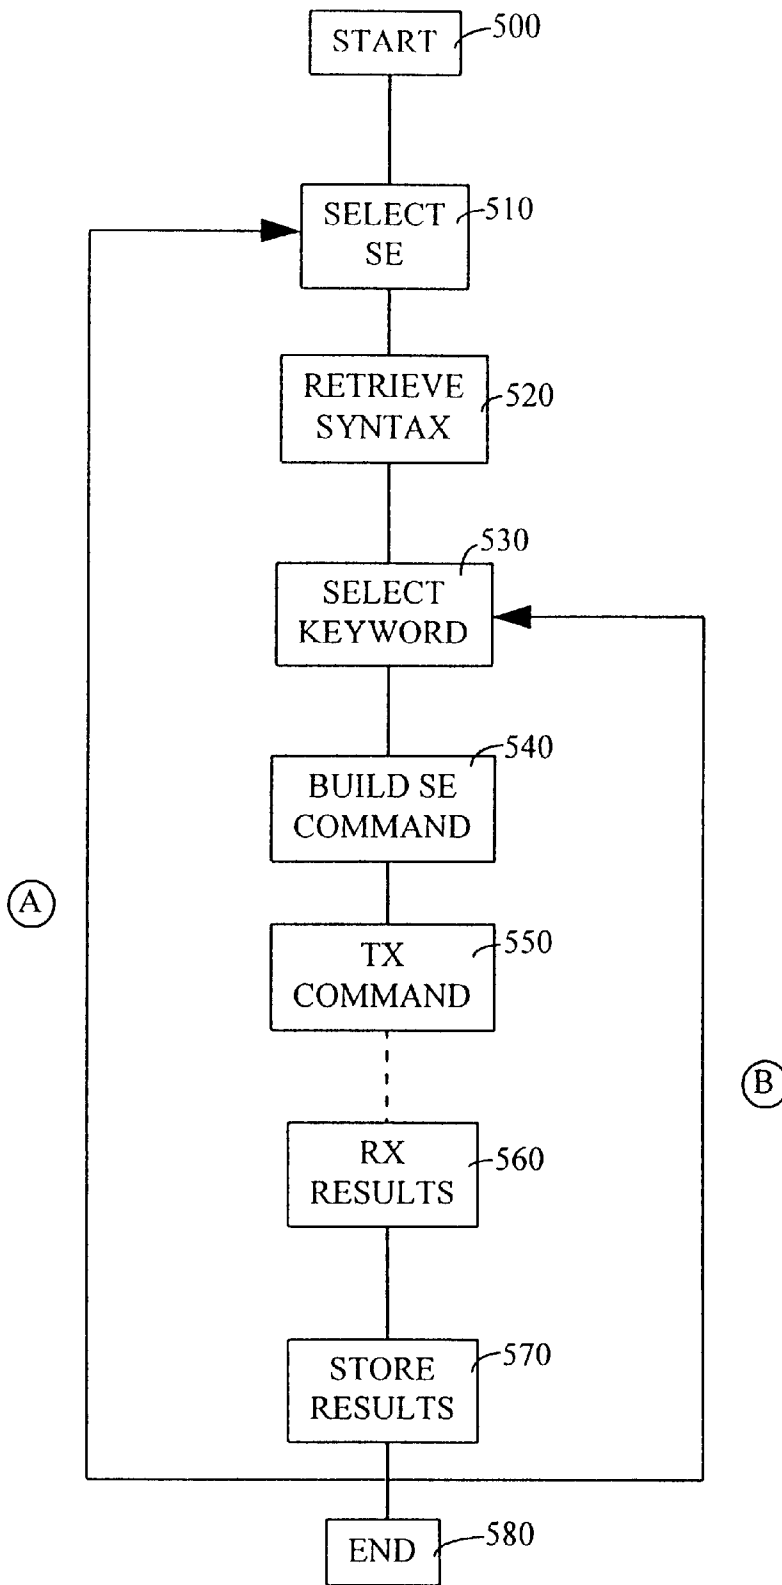 START
500
SELECT
SE
510
RETRIEVE
SYNTAX
520
SELECT
KEYWORD
530
BUILD SE
COMMAND
540
A
TX
COMMAND
550
B
RX
RESULTS
560
STORE
RESULTS
570
END
580